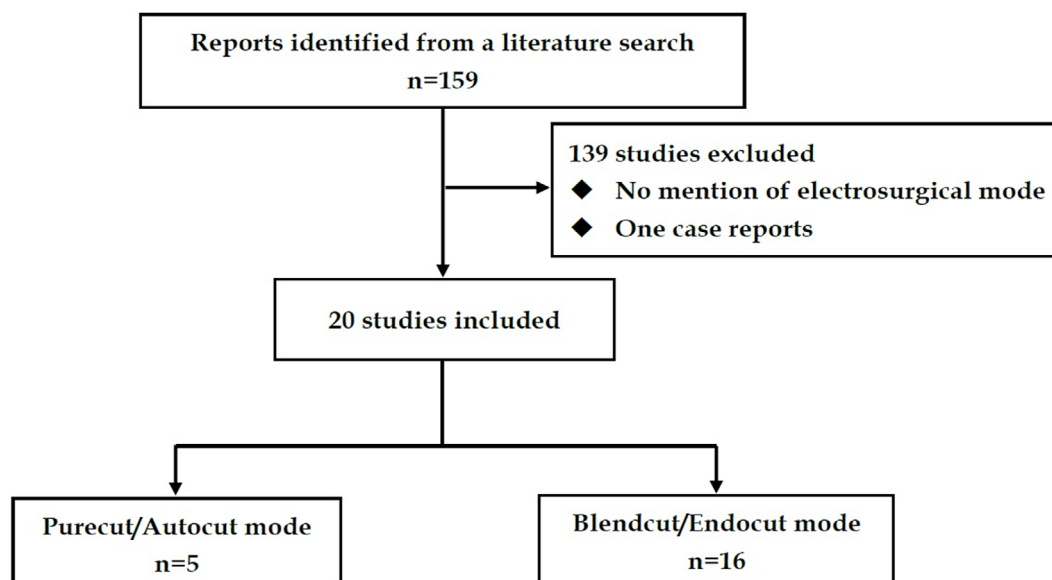 Reports identified from a literature search
n=159
139 studies excluded
◆ No mention of electrosurgical mode
◆ One case reports
20 studies included
Purecut/Autocut mode
n=5
Blendcut/Endocut mode
n=16